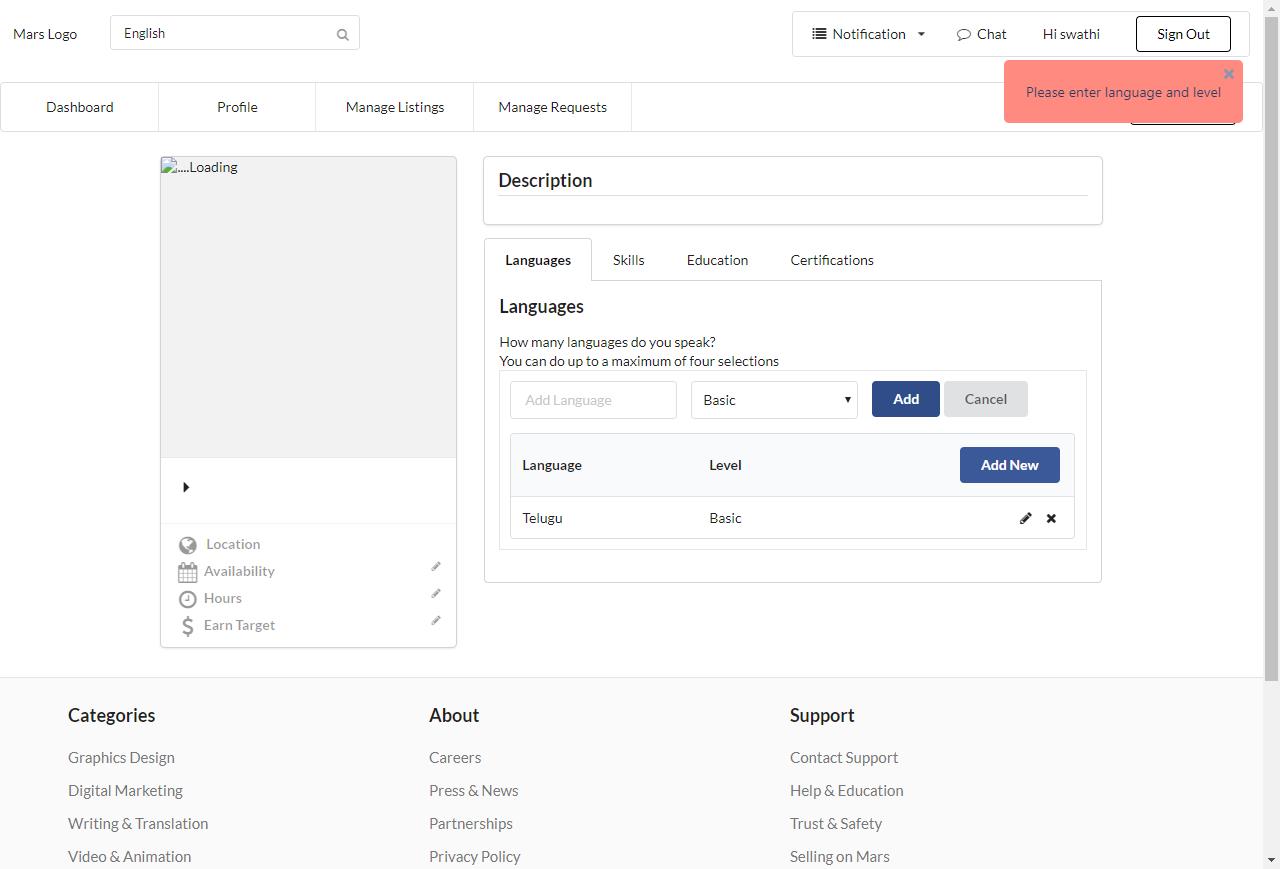 Mars Logo
English
Notification
Chat
Hi swathi
Sign Out
Please enter language and level
Dashboard
Profile
Manage Listings
Manage Requests
....Loading
Description
Languages
Skills
Education
Certifications
Languages
How many languages do you speak?
You can do up to a maximum of four selections
Add Language
Basic
Add
Cancel
Language
Level
Add New
Telugu
Basic
Location
Availability
Hours
Earn Target
Categories
About
Support
Graphics Design
Careers
Contact Support
Digital Marketing
Press & News
Help & Education
Writing & Translation
Partnerships
Trust & Safety
Video & Animation
Privacy Policy
Selling on Mars